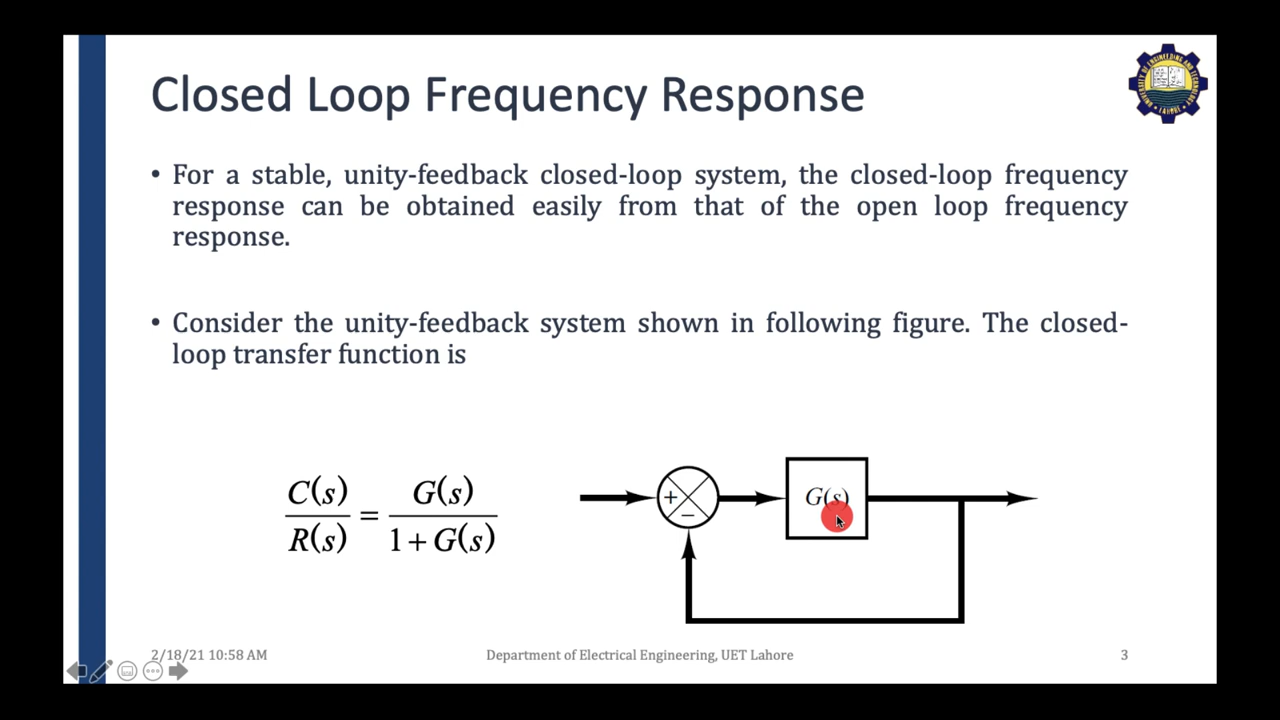 Closed Loop Frequency Response
• For a stable, unity-feedback closed-loop system, the closed-loop frequency
response can be obtained easily from that of the open loop frequency
response.
• Consider the unity-feedback system shown in following figure. The closed-
loop transfer function is
C(s)/R(s) = G(s)/1+G(s)
+
−
G(s)
2/18/21 10:58 AM
Department of Electrical Engineering, UET Lahore
3